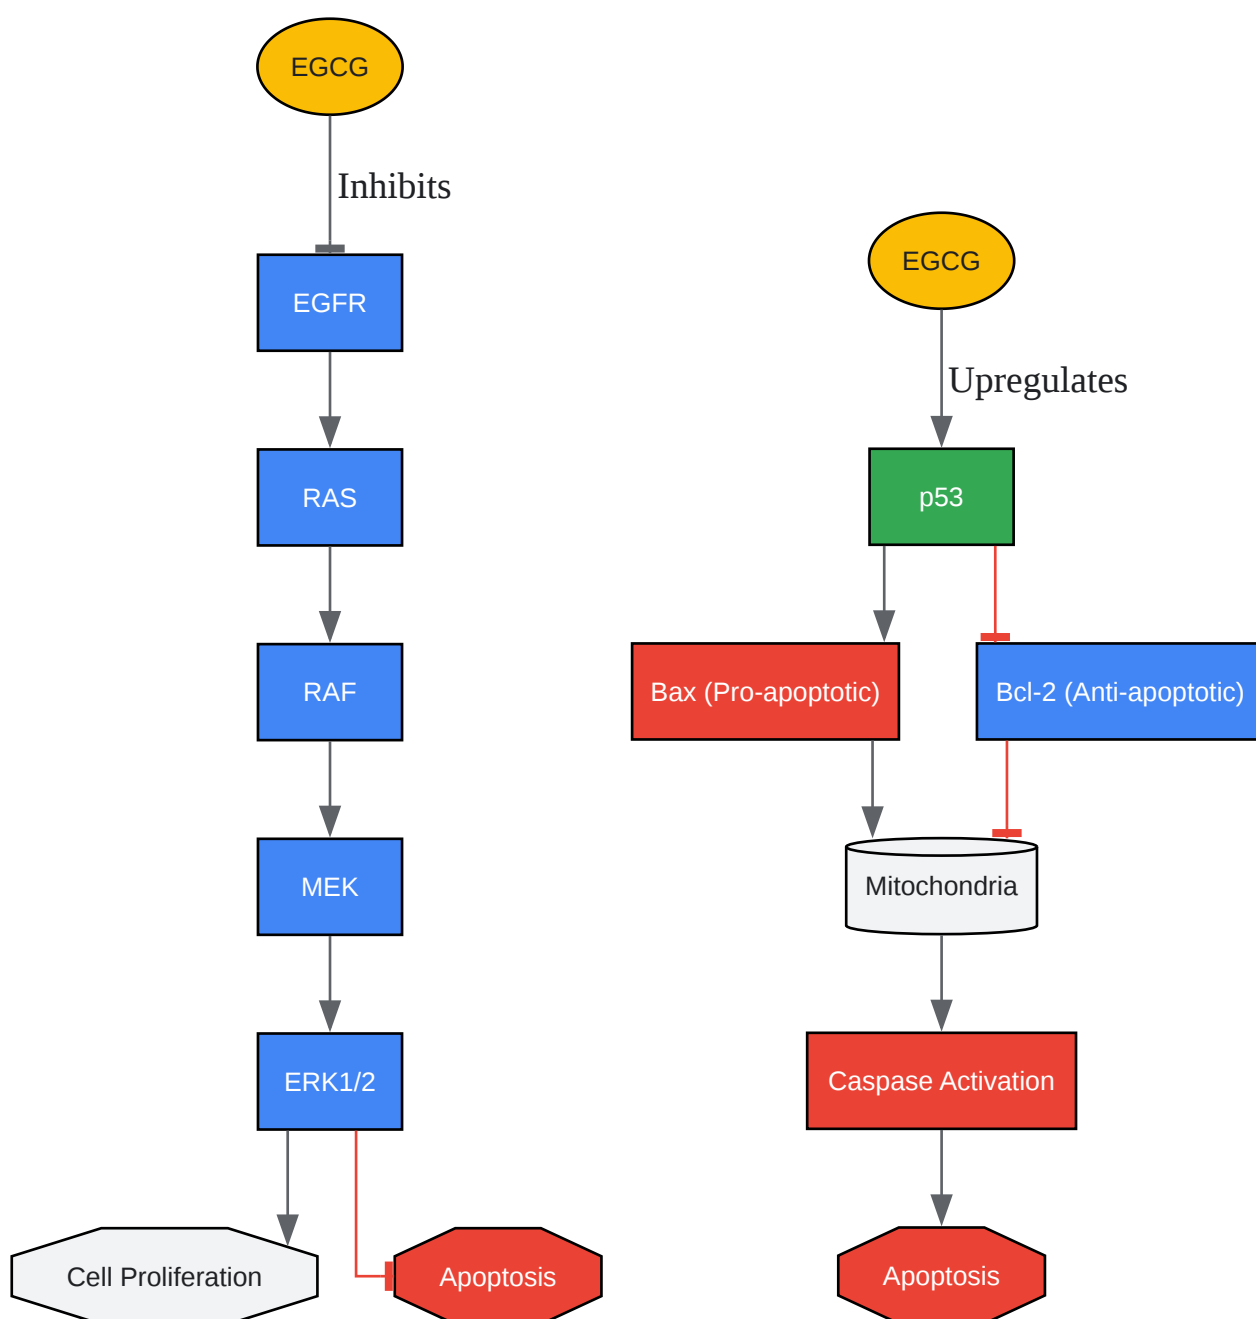 EGCG
Inhibits
EGFR
RAS
RAF
MEK
ERK1/2
Cell Proliferation
Apoptosis
EGCG
Upregulates
p53
Bax (Pro-apoptotic)
Bcl-2 (Anti-apoptotic)
Mitochondria
Caspase Activation
Apoptosis